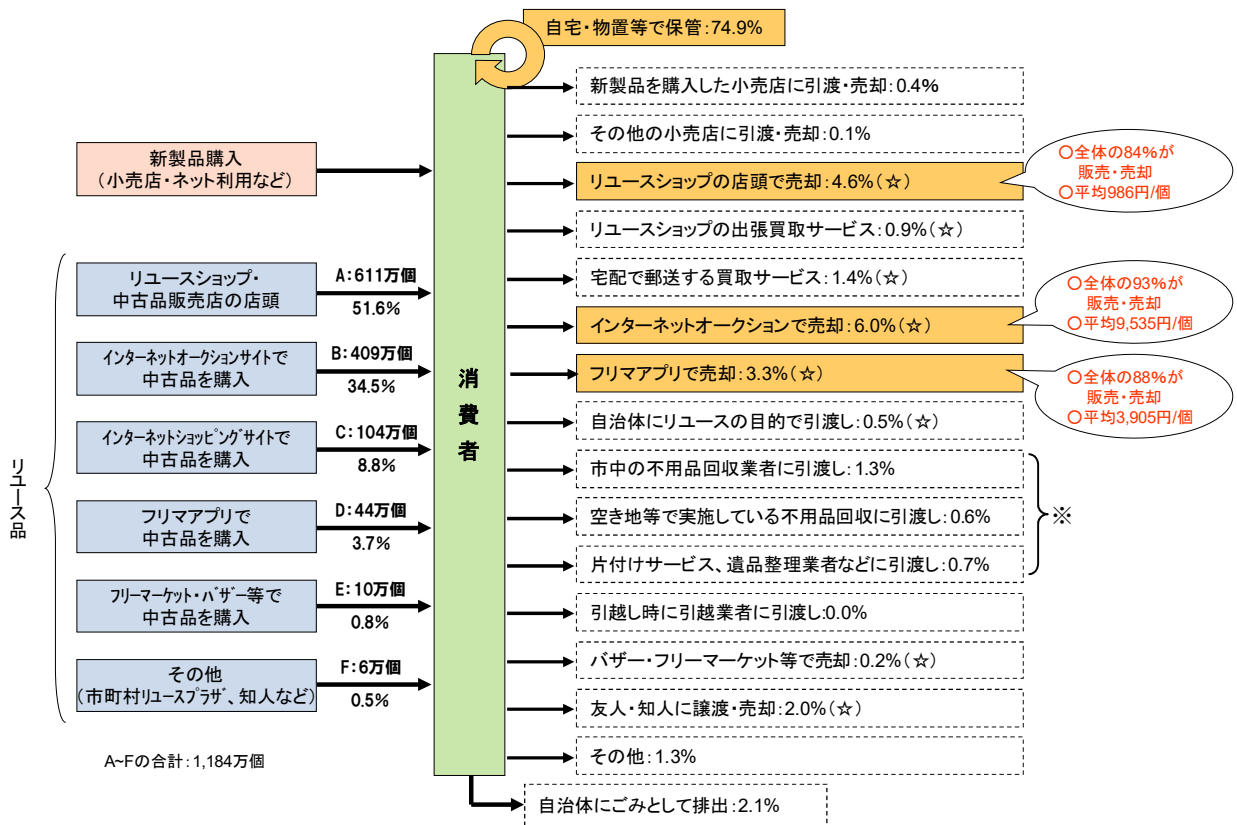 自宅・物置等で保管:74.9%
新製品を購入した小売店に引渡・売却:0.4%
その他の小売店に引渡・売却:0.1%
リユースショップの店頭で売却:4.6%(☆)
○全体の84%が
販売・売却
○平均986円/個
リユースショップの出張買取サービス:0.9%(☆)
宅配で郵送する買取サービス:1.4%(☆)
インターネットオークションで売却:6.0%(☆)
○全体の93%が
販売・売却
○平均9,535円/個
フリマアプリで売却:3.3%(☆)
○全体の88%が
販売・売却
○平均3,905円/個
自治体にリユースの目的で引渡し:0.5%(☆)
市中の不用品回収業者に引渡し:1.3%
空き地等で実施している不用品回収に引渡し:0.6%
片付けサービス、遺品整理業者などに引渡し:0.7%
※
引越し時に引越業者に引渡し:0.0%
バザー・フリーマーケット等で売却:0.2%(☆)
友人・知人に譲渡・売却:2.0%(☆)
その他:1.3%
自治体にごみとして排出:2.1%
消費者
新製品購入
(小売店・ネット利用など)
リユース品
リユースショップ・
中古品販売店の店頭
A:611万個
51.6%
インターネットオークションサイトで
中古品を購入
B:409万個
34.5%
インターネットショッピングサイトで
中古品を購入
C:104万個
8.8%
フリマアプリで
中古品を購入
D:44万個
3.7%
フリーマーケット・バザー等で
中古品を購入
E:10万個
0.8%
その他
(市町村リユースプラザ、知人など)
F:6万個
0.5%
A~Fの合計:1,184万個